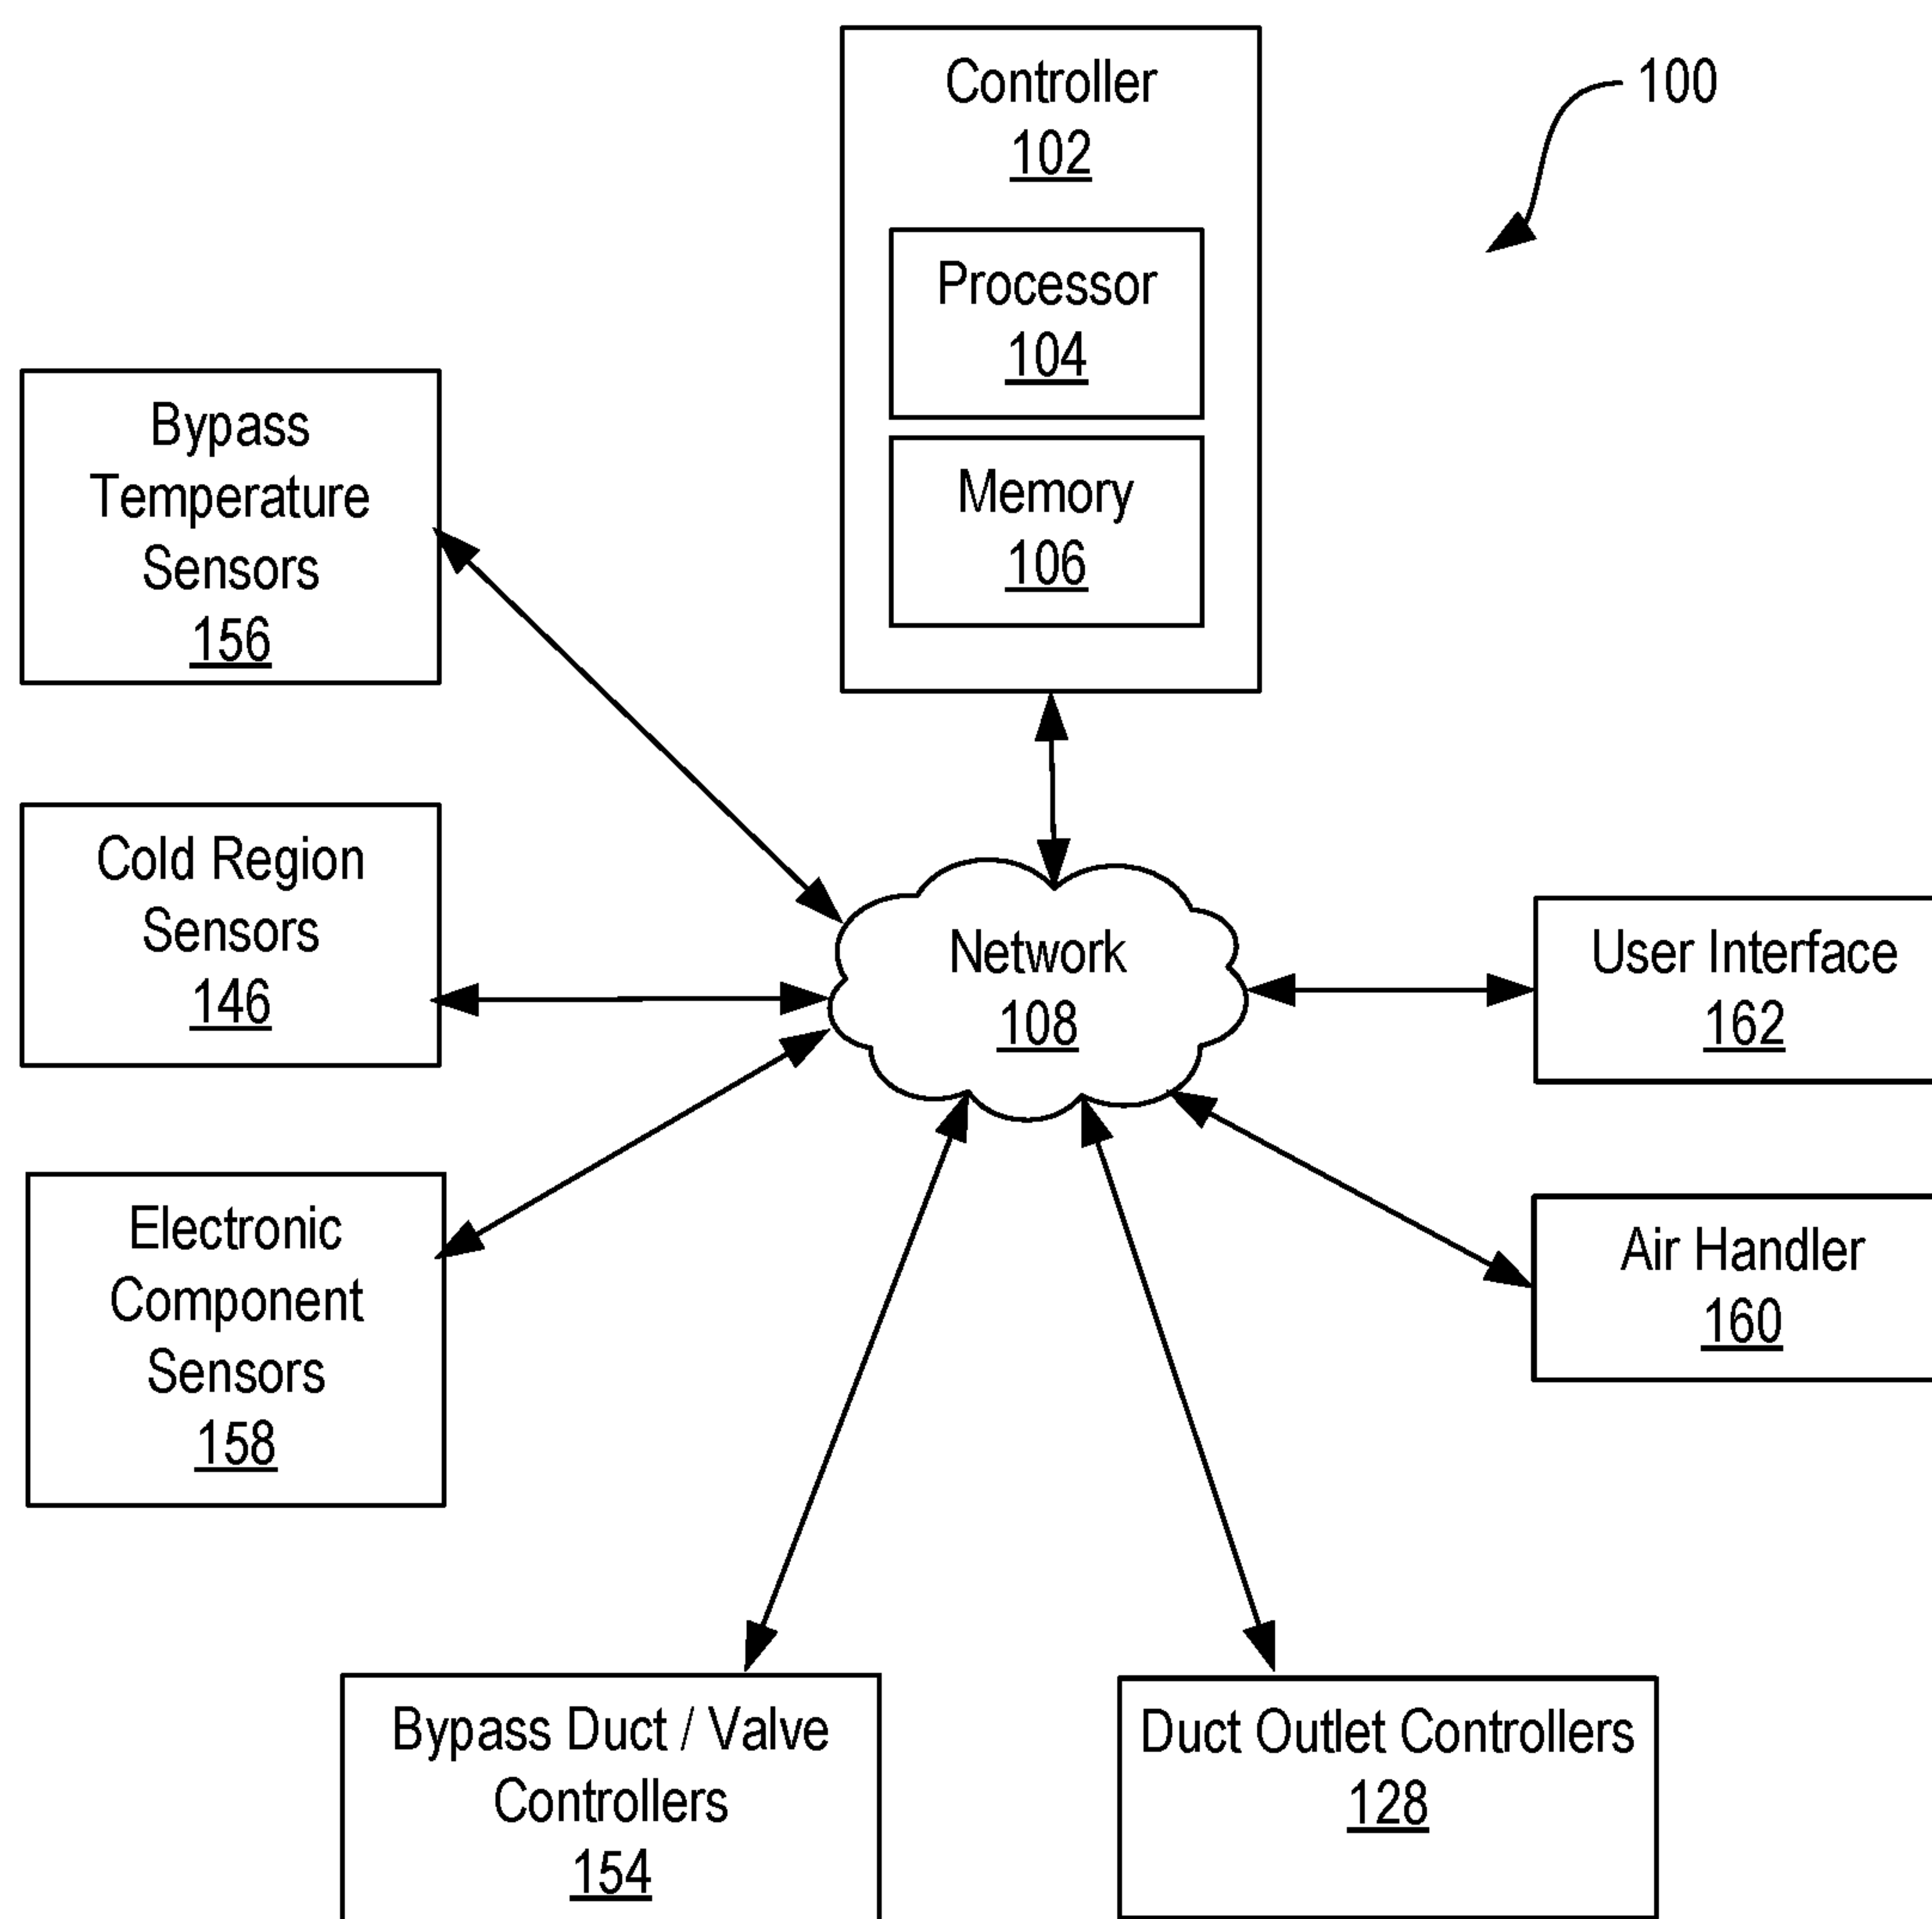 Controller
102
100
Processor
104
Memory
106
Bypass
Temperature
Sensors
156
Cold Region
Sensors
146
Network
108
User Interface
162
Electronic
Component
Sensors
158
Air Handler
160
Bypass Duct / Valve
Controllers
154
Duct Outlet Controllers
128